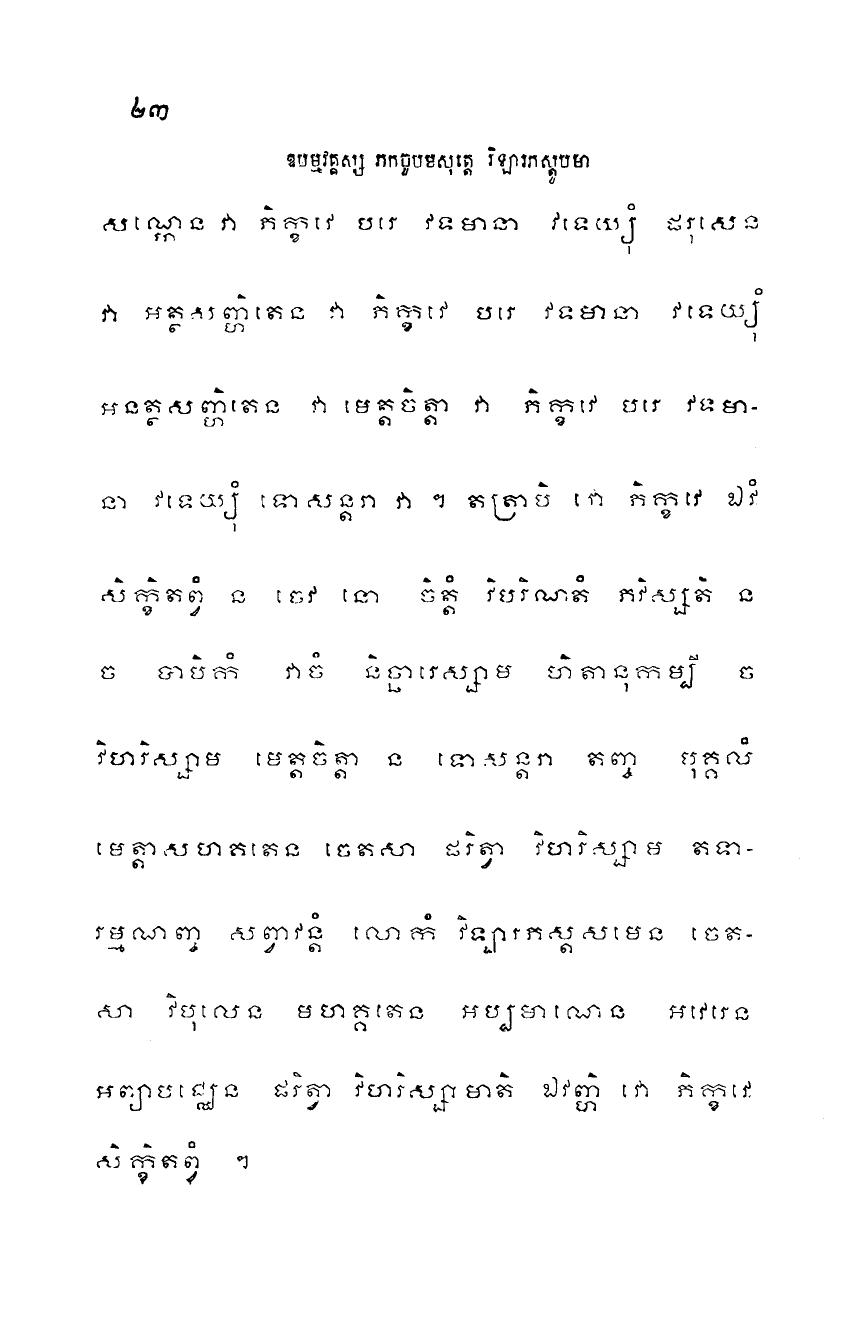 ២៣
ឧបម្មវគ្គស្ស កកចូបមសុត្តេ វិឡារភស្តូបមា
សណ្ហេន វា ភិក្ខវេ បរេ វទមានា វទេយ្យុំ ផរុសេន
វា អត្ថសញ្ហិតេន វា ភិក្ខវេ បរេ វទមានា វទេយ្យុំ
អនត្ថសញ្ហិតេន វា មេត្តចិត្តា វា ភិក្ខវេ បរេ វទមា-
នា វទេយ្យុំ ទោសន្តរា វា ។ តត្រាបិ វោ ភិក្ខវេ ឯវំ
សិក្ខិតព្វំ ន ចេវ នោ ចិត្តំ វិបរិណតំ ភវិស្សតិ ន
ច បាបិកំ វាចំ និច្ឆារេស្សាម ហិតានុកម្បី ច
វិហរិស្សាម មេត្តចិត្តា ន ទោសន្តរា តញ្ច បុគ្គលំ
មេត្តាសហគតេន ចេតសា ផរិត្វា វិហរិស្សាម តទា-
រម្មណញ្ច សព្វាវន្តំ លោកំ វិឡារភស្តសមេន ចេត-
សា វិបុលេន មហគ្គតេន អប្បមាណេន អវេរេន
អព្យាបជ្ឈេន ផរិត្វា វិហរិស្សាមាតិ ឯវញ្ហិ វោ ភិក្ខវេ
សិក្ខិតព្វំ ។